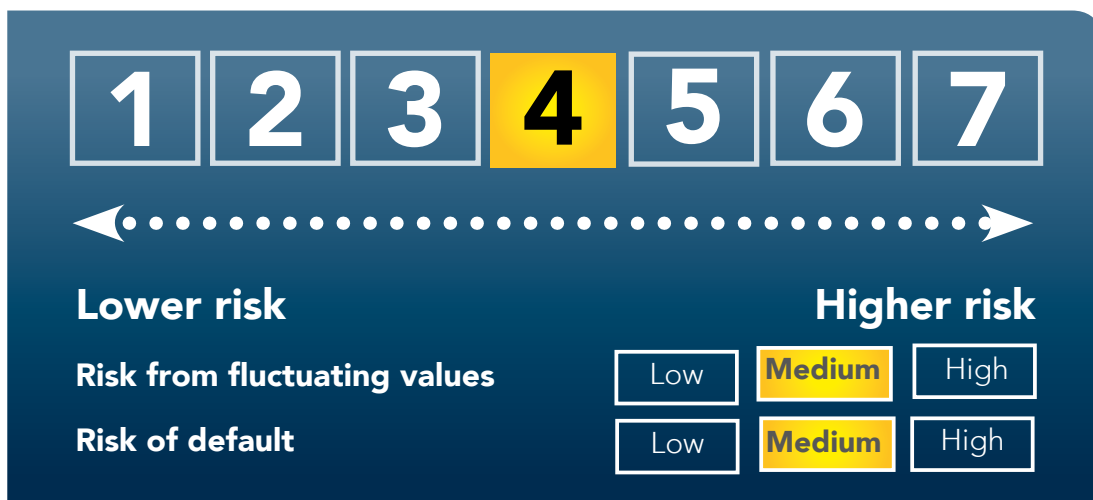 1 2 3 4 5 6 7
Lower risk Higher risk
Risk from fluctuating values Low Medium High
Risk of default Low Medium High